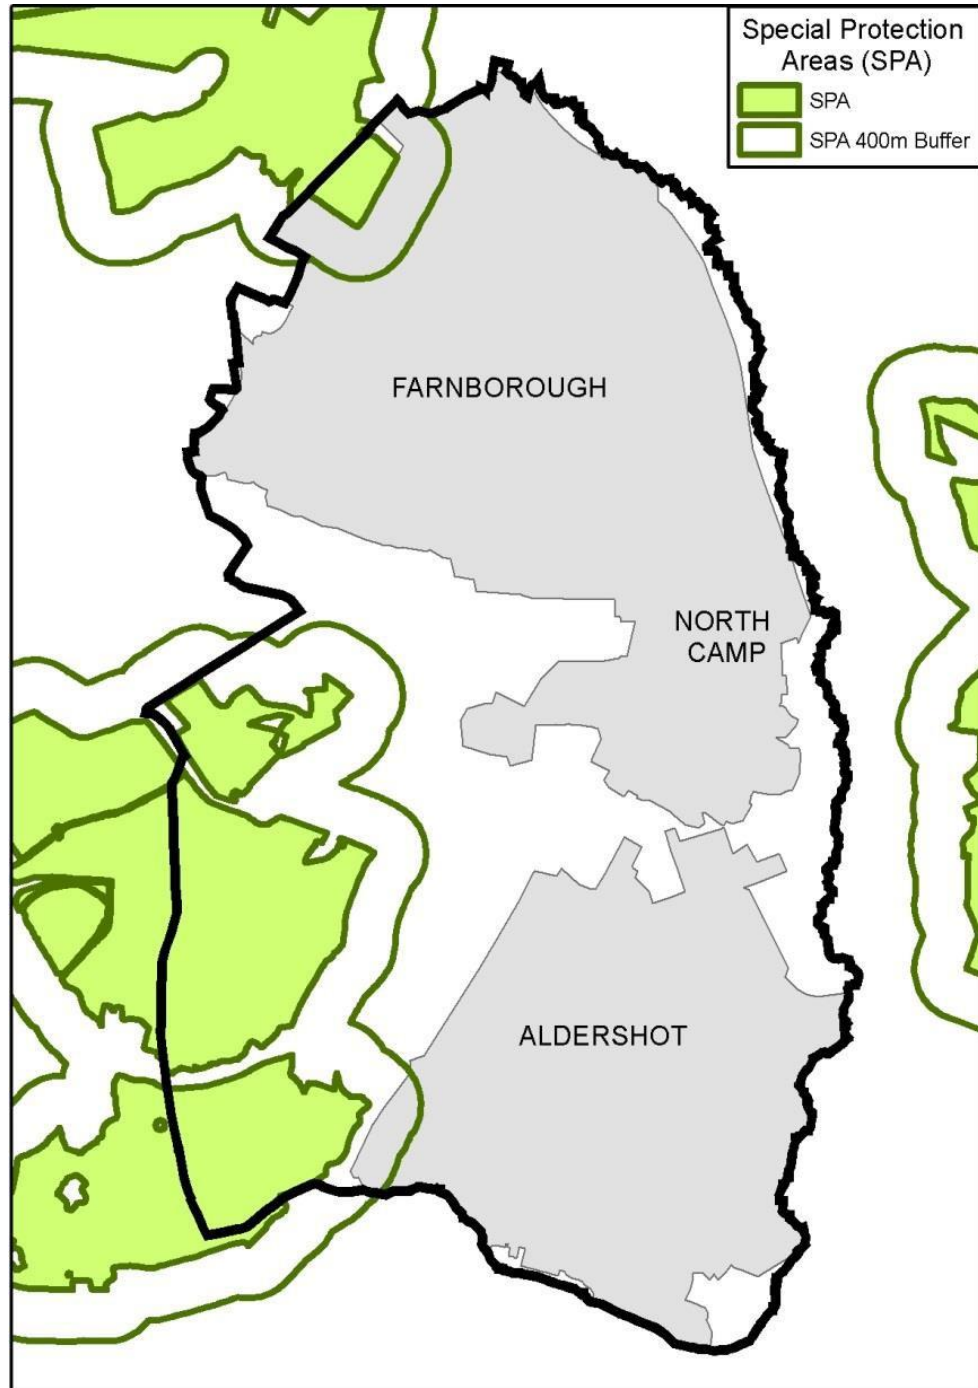 Special Protection
Areas (SPA)
SPA
SPA 400m Buffer
FARNBOROUGH
NORTH
CAMP
ALDERSHOT